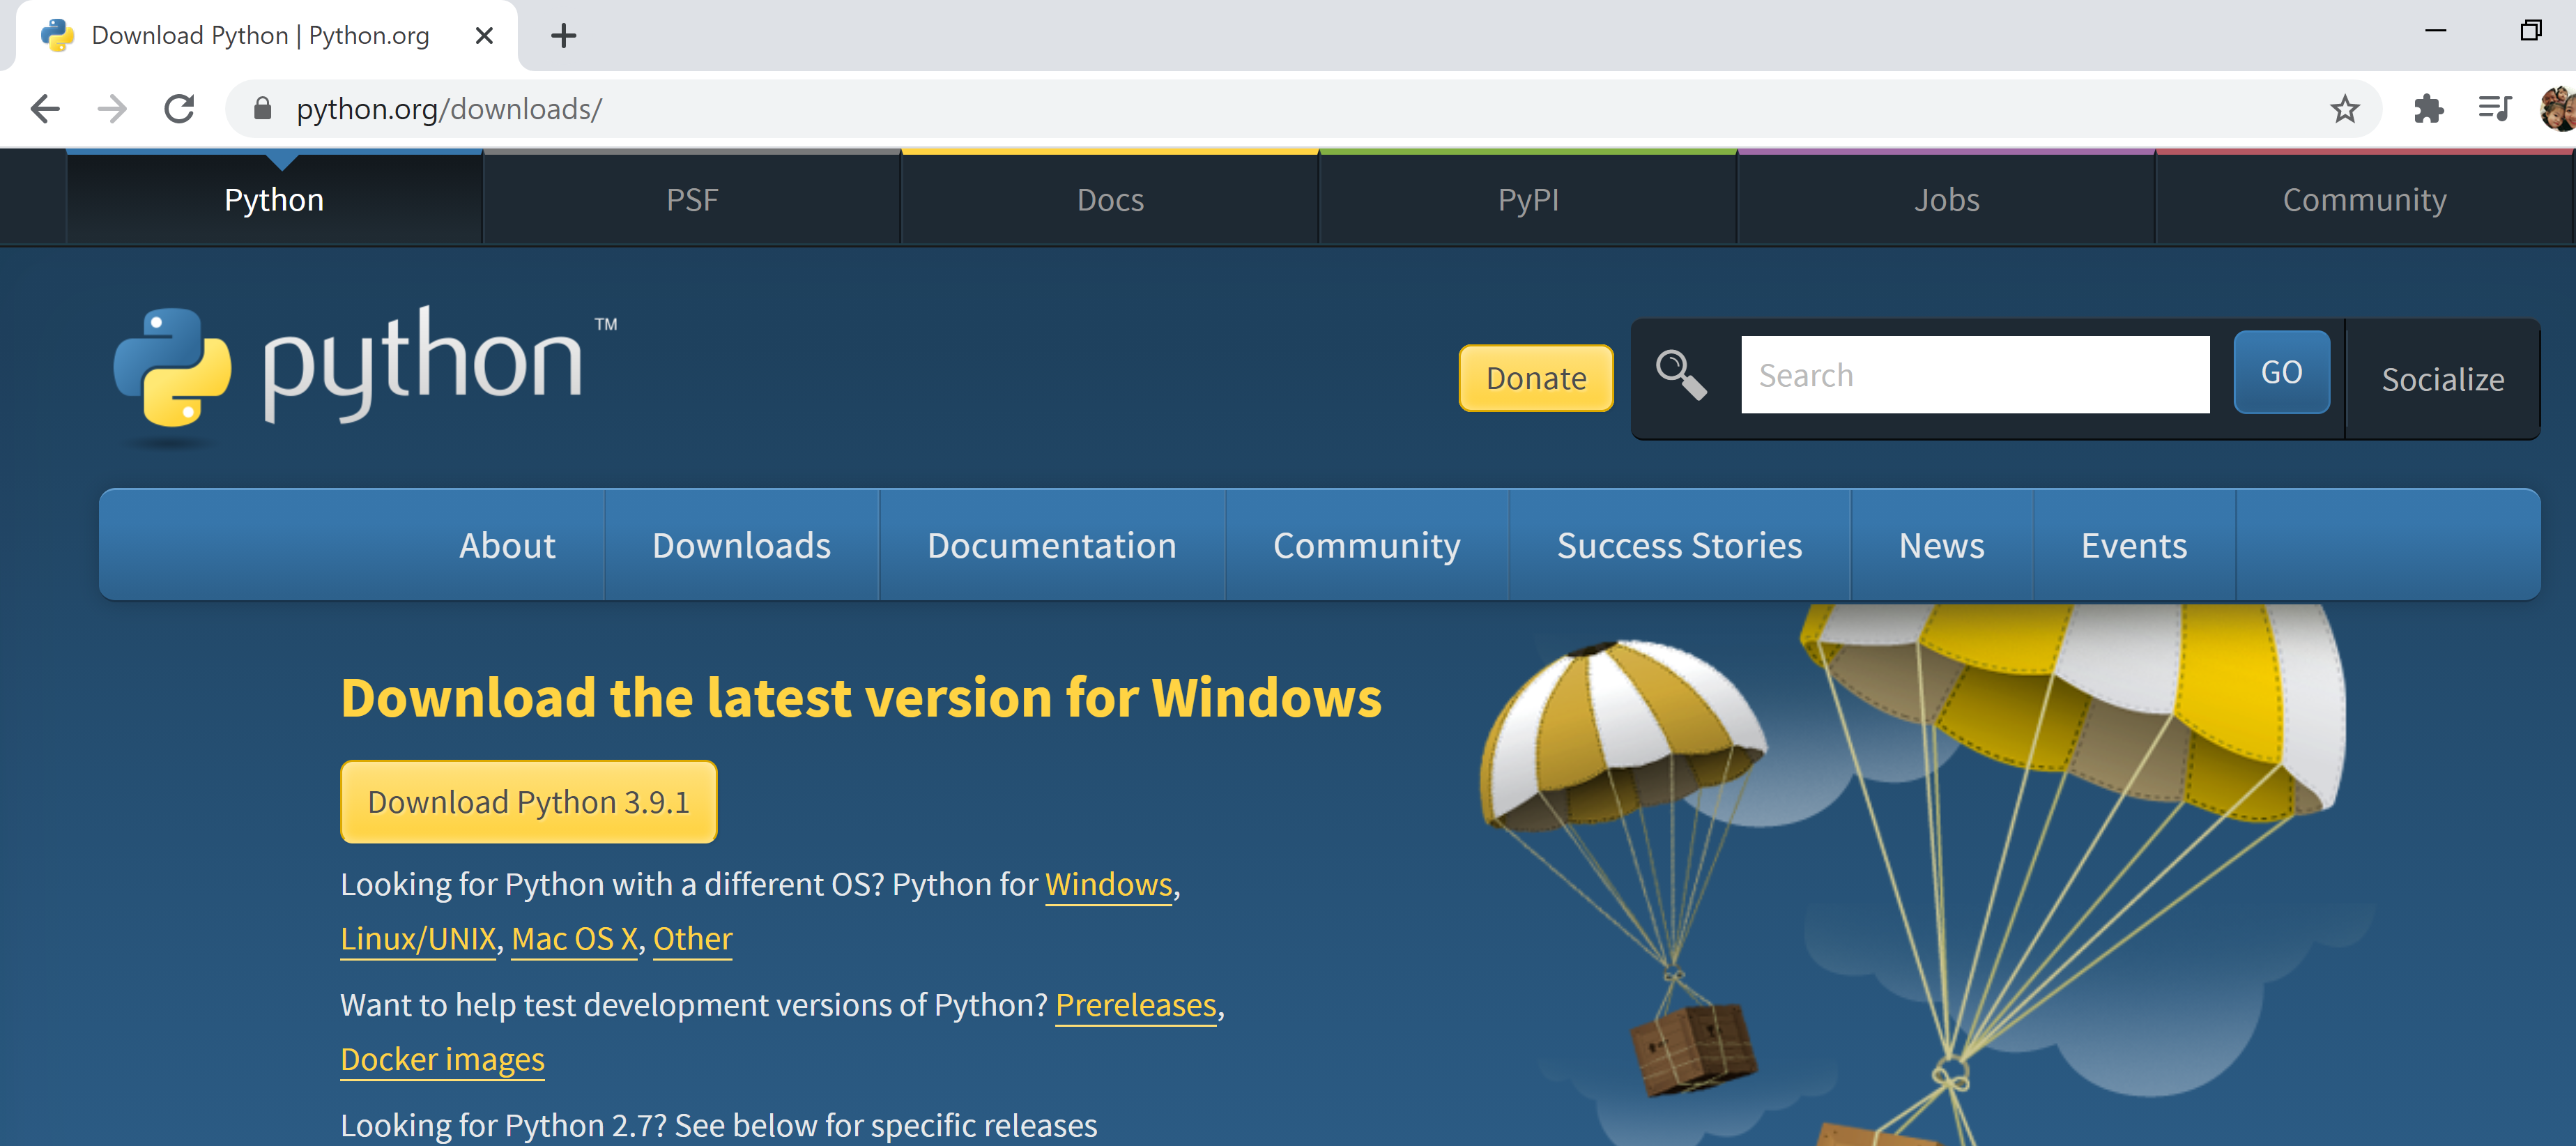 Download Python | Python.org
python.org/downloads/
Python PSF Docs PyPI Jobs Community
python™
Donate Search GO Socialize
About Downloads Documentation Community Success Stories News Events
Download the latest version for Windows
Download Python 3.9.1
Looking for Python with a different OS? Python for Windows,
Linux/UNIX, Mac OS X, Other
Want to help test development versions of Python? Prereleases,
Docker images
Looking for Python 2.7? See below for specific releases